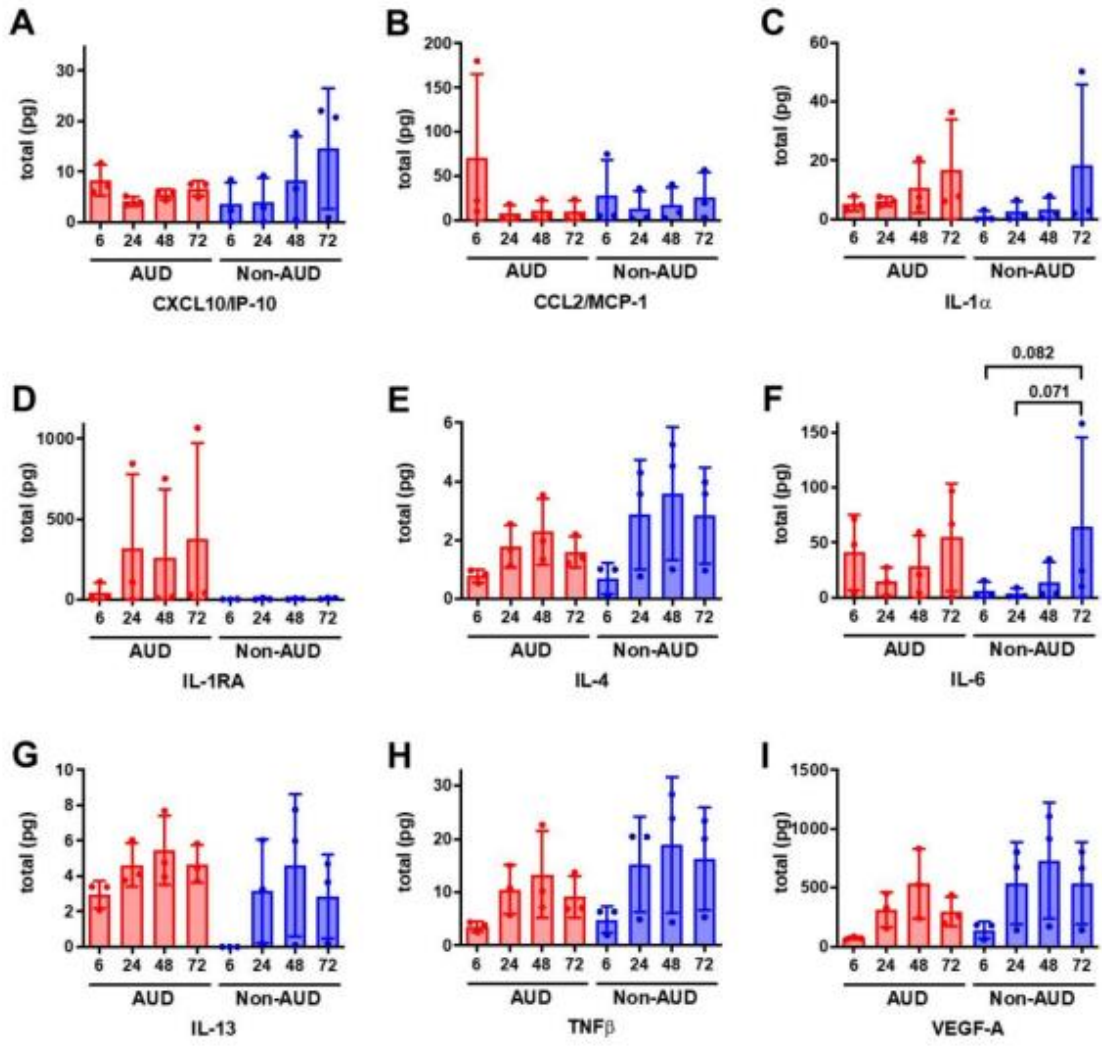 A
total (pg)
30
20
10
0
6 24 48 72 6 24 48 72
AUD Non-AUD
CXCL10/IP-10
B
total (pg)
200
150
100
50
0
6 24 48 72 6 24 48 72
AUD Non-AUD
CCL2/MCP-1
C
total (pg)
60
40
20
0
6 24 48 72 6 24 48 72
AUD Non-AUD
IL-1α
D
total (pg)
1000
500
0
6 24 48 72 6 24 48 72
AUD Non-AUD
IL-1RA
E
total (pg)
6
4
2
0
6 24 48 72 6 24 48 72
AUD Non-AUD
IL-4
0.082
0.071
F
total (pg)
150
100
50
0
6 24 48 72 6 24 48 72
AUD Non-AUD
IL-6
G
total (pg)
10
8
6
4
2
0
6 24 48 72 6 24 48 72
AUD Non-AUD
IL-13
H
total (pg)
30
20
10
0
6 24 48 72 6 24 48 72
AUD Non-AUD
TNFβ
I
total (pg)
1500
1000
500
0
6 24 48 72 6 24 48 72
AUD Non-AUD
VEGF-A